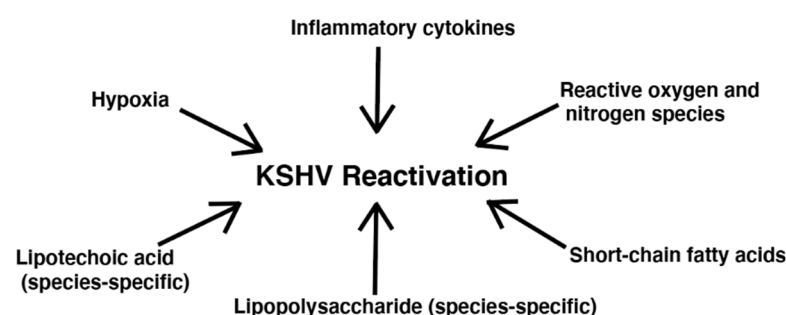 Inflammatory cytokines
Hypoxia
Reactive oxygen and
nitrogen species
KSHV Reactivation
Lipotechoic acid
(species-specific)
Short-chain fatty acids
Lipopolysaccharide (species-specific)